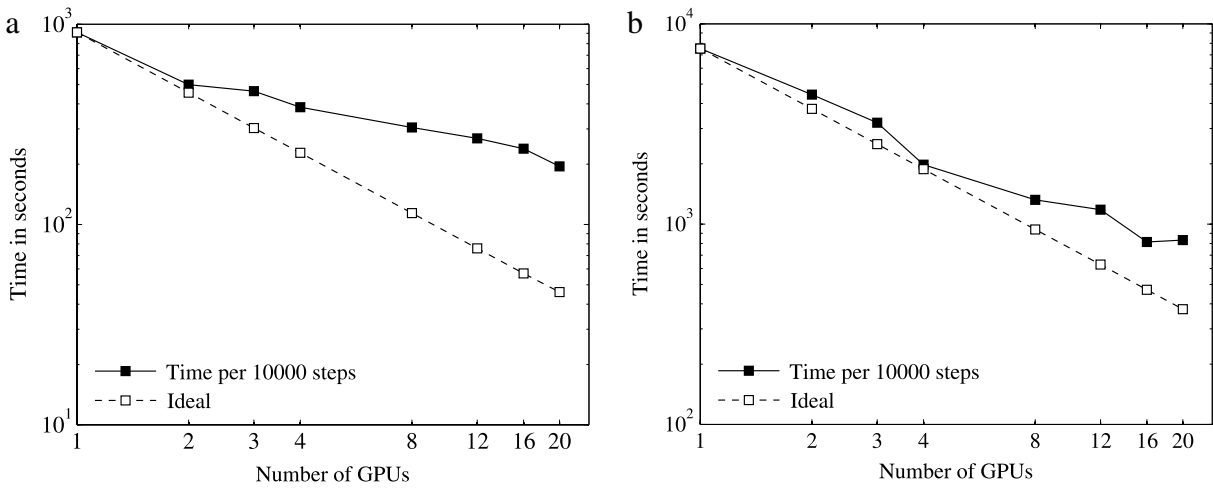 a
10^3
10^2
10^1
Time in seconds
Time per 10000 steps
Ideal
1 2 3 4 8 12 16 20
Number of GPUs
b
10^4
10^3
10^2
Time in seconds
Time per 10000 steps
Ideal
1 2 3 4 8 12 16 20
Number of GPUs